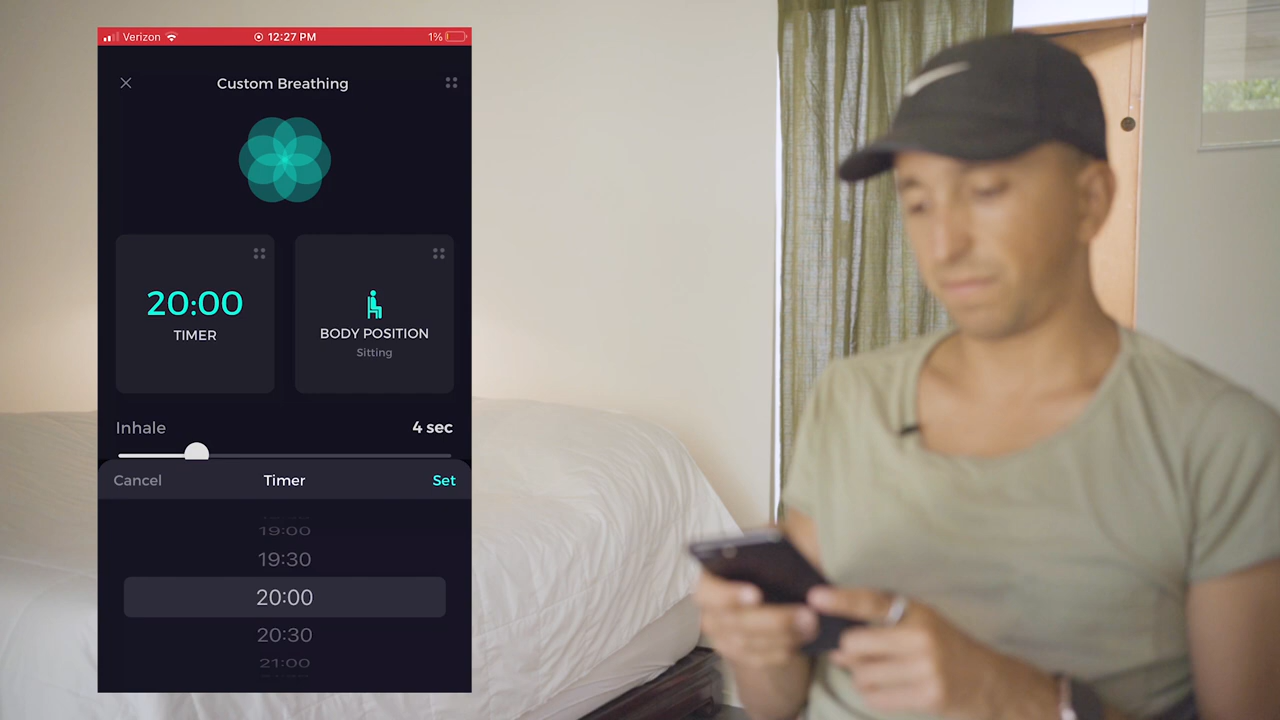 Verizon 12:27 PM 1%
Custom Breathing
20:00
TIMER
BODY POSITION
Sitting
Inhale 4 sec
Cancel Timer Set
19:00
19:30
20:00
20:30
21:00